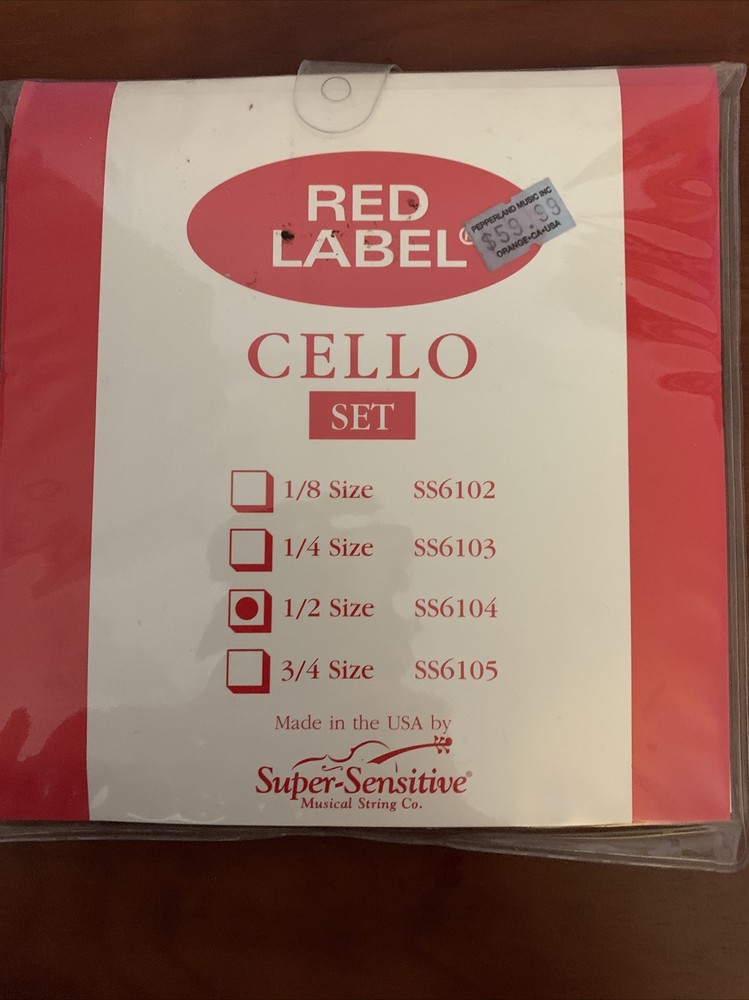 RED
LABEL®
PEPPERLAND MUSIC INC
$59.99
ORANGE•CA•USA
CELLO
SET
1/8 Size SS6102
1/4 Size SS6103
1/2 Size SS6104
3/4 Size SS6105
Made in the USA by
Super-Sensitive®
Musical String Co.